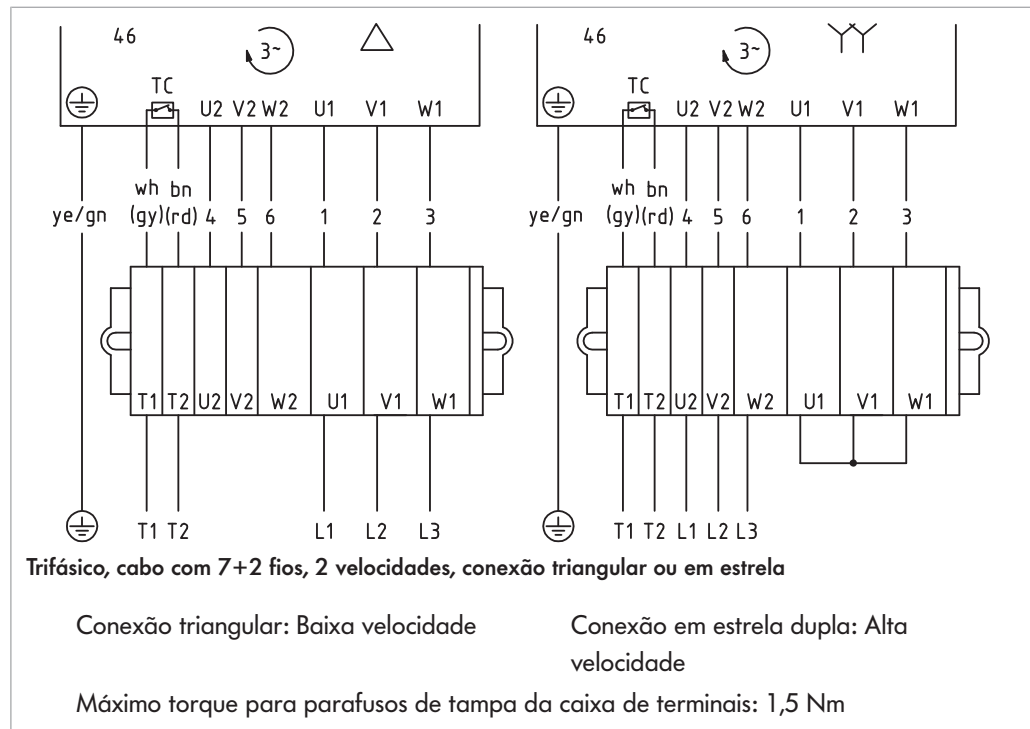 46 3~ 46 3~
TC TC
U2 V2 W2 U1 V1 W1 U2 V2 W2 U1 V1 W1
wh bn wh bn
ye/gn (gy)(rd) 4 5 6 1 2 3 ye/gn (gy)(rd) 4 5 6 1 2 3
T1 T2 U2 V2 W2 U1 V1 W1 T1 T2 U2 V2 W2 U1 V1 W1
T1 T2 L1 L2 L3 T1 T2 L1 L2 L3
Trifásico, cabo com 7+2 fios, 2 velocidades, conexão triangular ou em estrela
Conexão triangular: Baixa velocidade
Conexão em estrela dupla: Alta
velocidade
Máximo torque para parafusos de tampa da caixa de terminais: 1,5 Nm